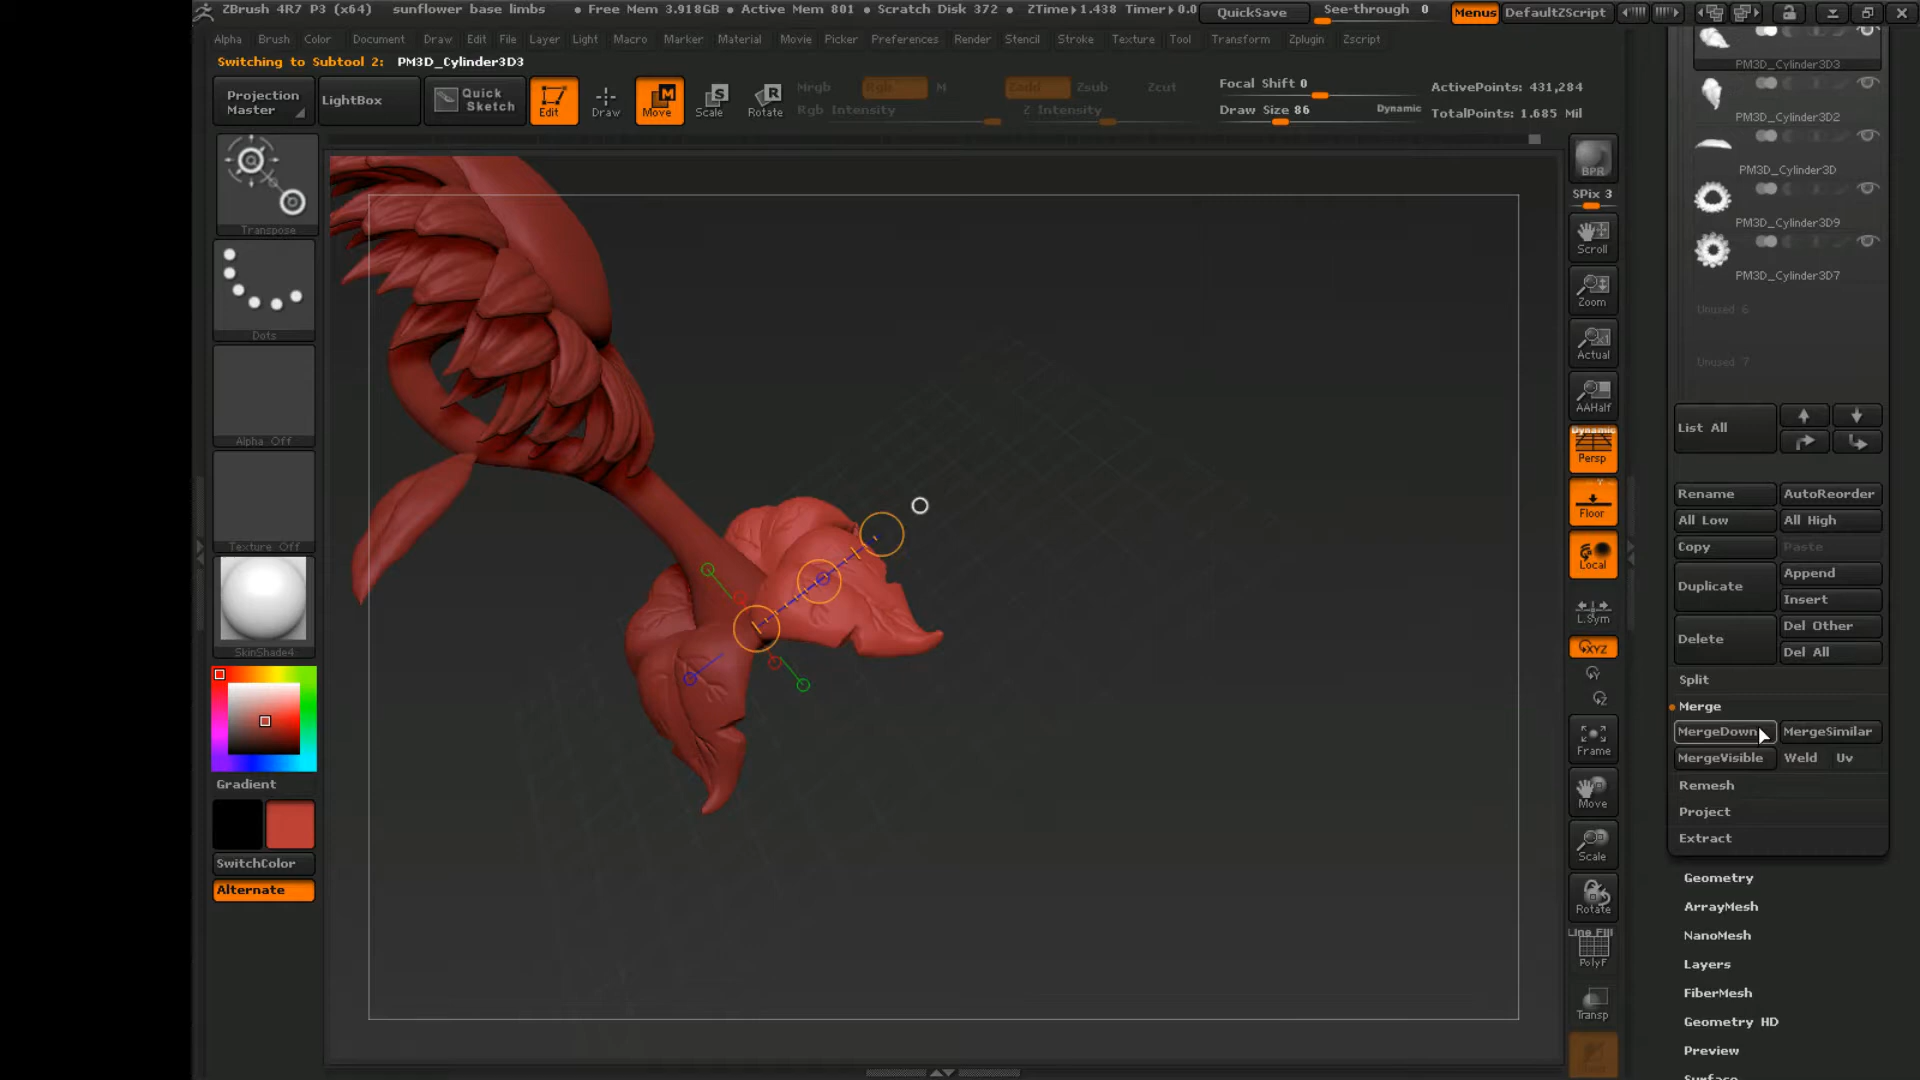 ZBrush 4R7 P3 (x64) sunflower base limbs • Free Mem 3.918GB • Active Mem 801 • Scratch Disk 372 • ZTime▸1.438 Timer▸0.0 QuickSave See-through 0 Menus DefaultZScript
Alpha Brush Color Document Draw Edit File Layer Light Macro Marker Material Movie Picker Preferences Render Stencil Stroke Texture Tool Transform Zplugin Zscript
Switching to Subtool 2: PM3D_Cylinder3D3
Projection Master
LightBox
Quick Sketch
Edit
Draw
Move
Scale
Rotate
Mrgb Rgb M
Rgb Intensity
Zadd Zsub Zcut
Z Intensity
Focal Shift 0
Draw Size 86 Dynamic
ActivePoints: 431,284
TotalPoints: 1.685 Mil
Transpose
Dots
Alpha Off
Texture Off
SkinShade4
Gradient
SwitchColor
Alternate
BPR
SPix 3
Scroll
Zoom
Actual
AAHalf
Dynamic
Persp
Floor
Local
L.Sym
XYZ
Frame
Move
Scale
Rotate
Line Fill
PolyF
Transp
PM3D_Cylinder3D3
PM3D_Cylinder3D2
PM3D_Cylinder3D
PM3D_Cylinder3D9
PM3D_Cylinder3D7
Unused 6
Unused 7
List All
Rename AutoReorder
All Low All High
Copy Paste
Duplicate Append
Insert
Delete Del Other
Del All
Split
Merge
MergeDown MergeSimilar
MergeVisible Weld Uv
Remesh
Project
Extract
Geometry
ArrayMesh
NanoMesh
Layers
FiberMesh
Geometry HD
Preview
Surface